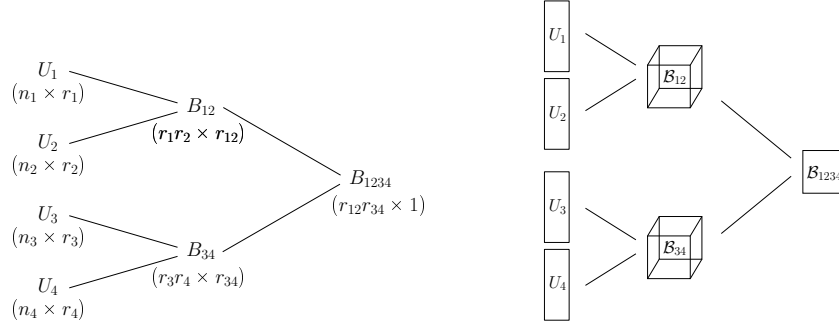 U₁
(n₁ × r₁)
U₂
(n₂ × r₂)
B₁₂
(r₁r₂ × r₁₂)
U₃
(n₃ × r₃)
U₄
(n₄ × r₄)
B₃₄
(r₃r₄ × r₃₄)
B₁₂₃₄
(r₁₂r₃₄ × 1)
U₁
U₂
ℬ₁₂
U₃
U₄
ℬ₃₄
ℬ₁₂₃₄